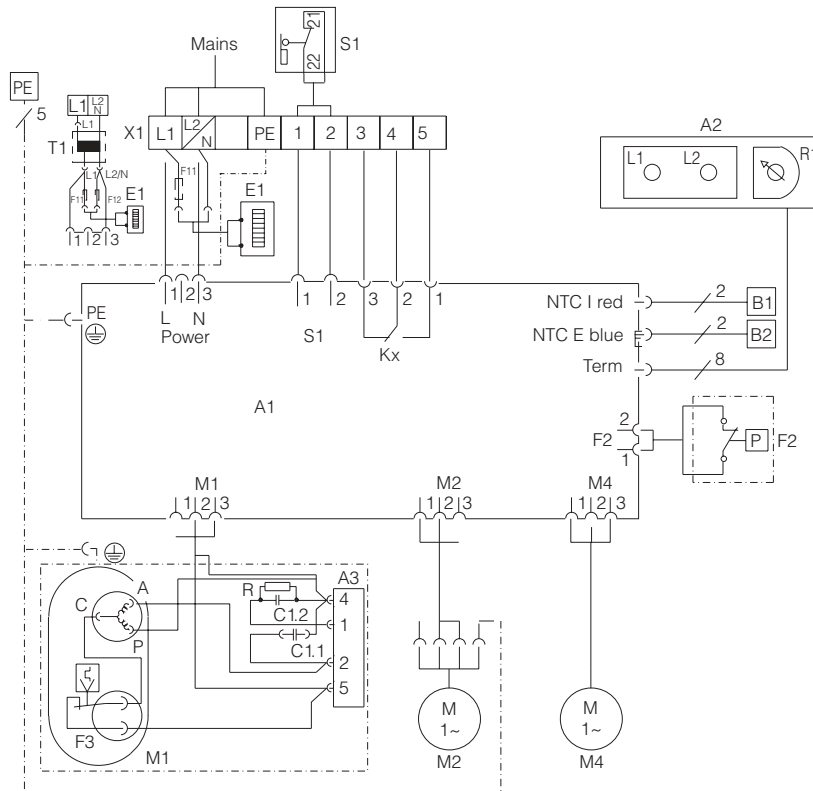 21
22
S1
Mains
PE
5
L1 L2 N
L1
T1
L1 L2/N
F11 F12
E1
1 2 3
X1 L1 L2 N PE 1 2 3 4 5
F11
E1
A2
L1 L2
R1
1 2 3
1 2 3 2 1
PE
L N
Power
S1
Kx
NTC I red 2 B1
NTC E blue 2 B2
Term 8
A1
2
F2
1
P F2
M1
1 2 3
M2
1 2 3
M4
1 2 3
C A
P
F3
M1
R
C1.2
C1.1
A3
4
1
2
5
M
1~
M2
M
1~
M4